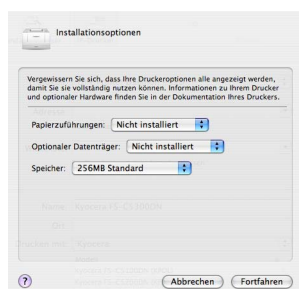 Installationsoptionen
Vergewissern Sie sich, dass Ihre Druckeroptionen alle angezeigt werden,
damit Sie sie vollständig nutzen können. Informationen zu Ihrem Drucker
und optionaler Hardware finden Sie in der Dokumentation Ihres Druckers.
Papierzuführungen: Nicht installiert
Optionaler Datenträger: Nicht installiert
Speicher: 256MB Standard
Name:
Ort:
? Abbrechen Fortfahren